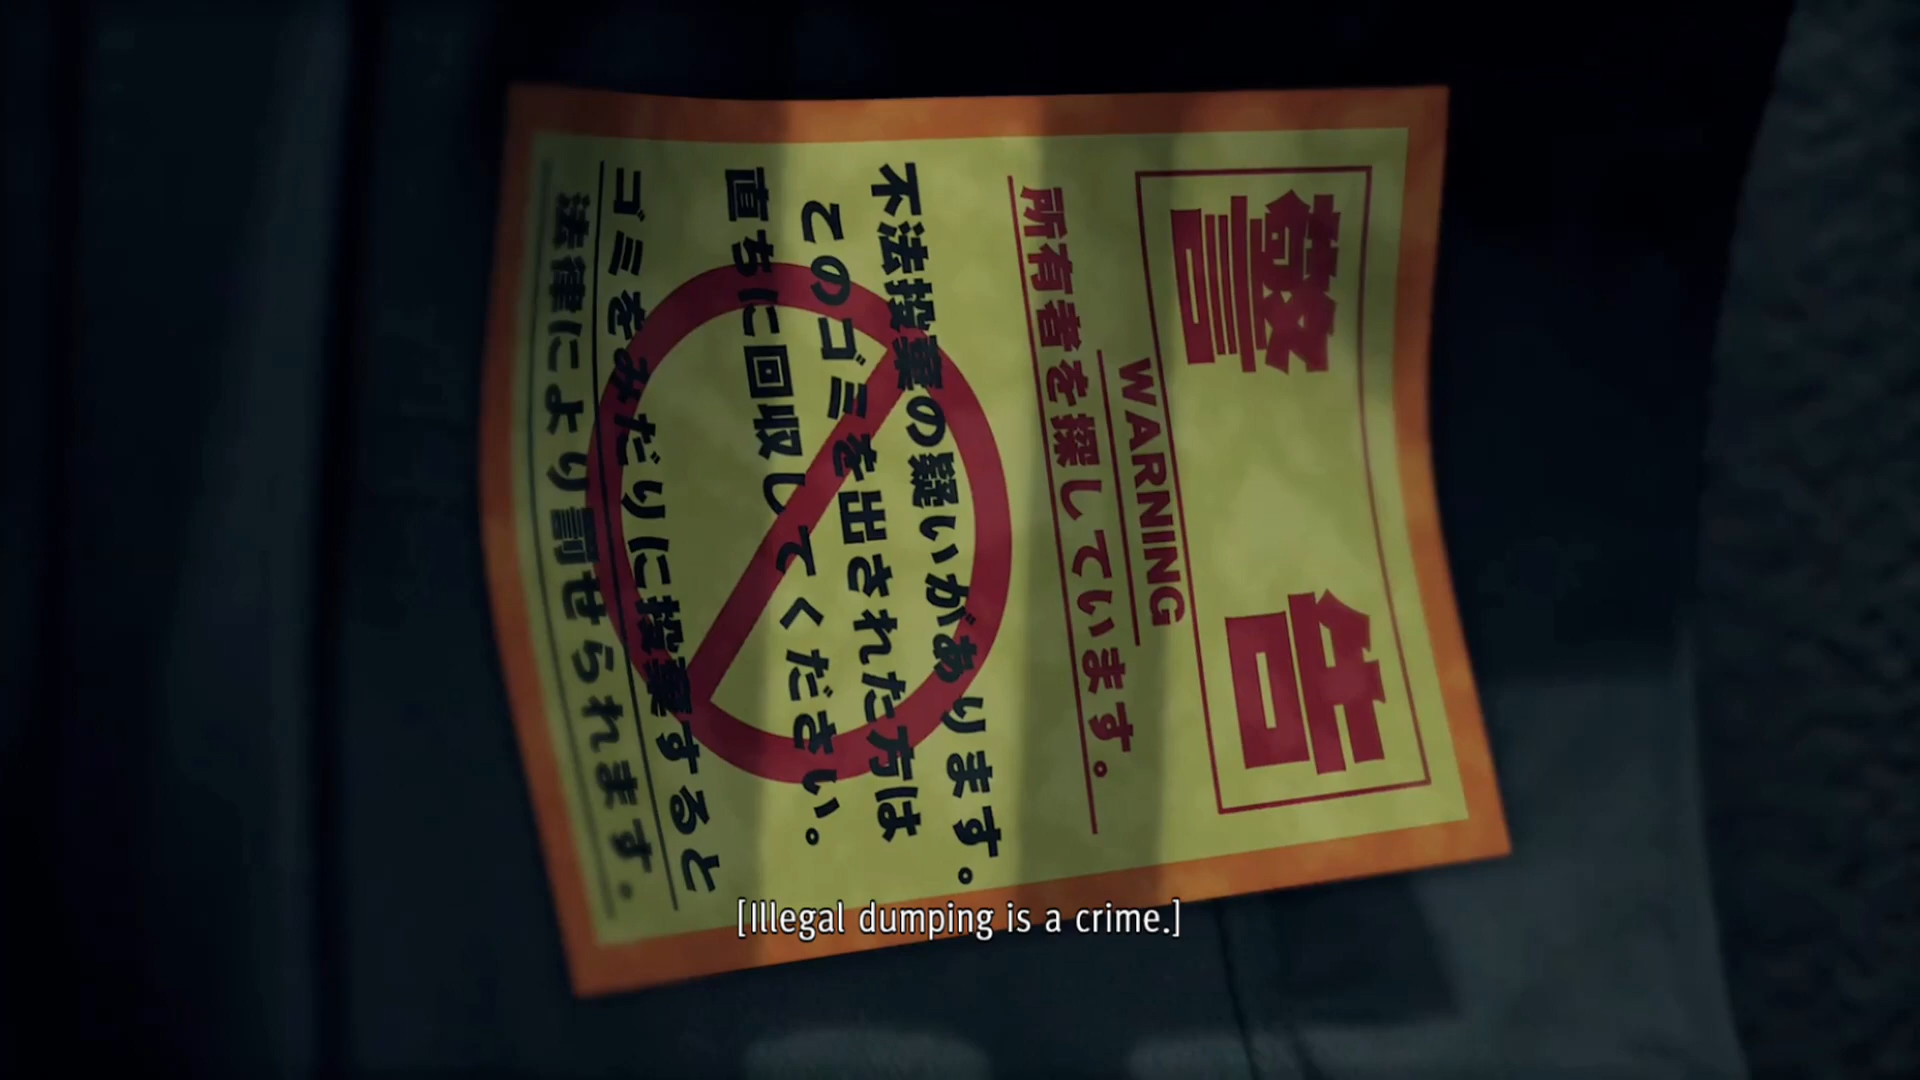 警告
WARNING
所有者を探しています。
不法投棄の疑いがあります。
このゴミを出された方は
直ちに回収してください。
ゴミをみだりに投棄すると
法律により罰せられます。
[Illegal dumping is a crime.]